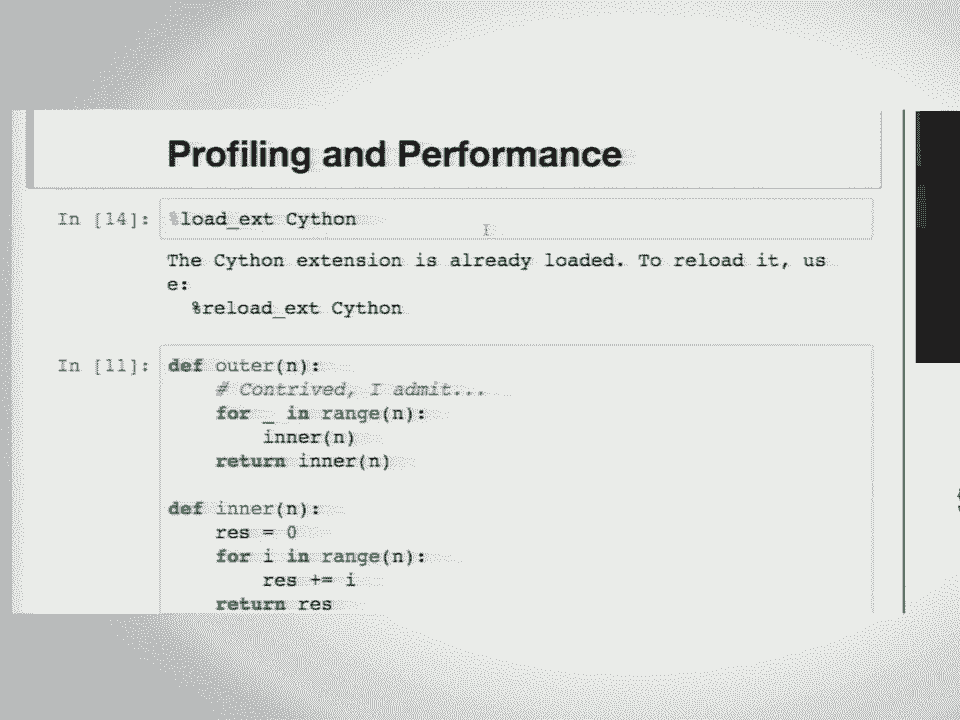 Profiling and Performance
In [14]: %load_ext Cython
The Cython extension is already loaded. To reload it, us
e:
%reload_ext Cython
In [11]: def outer(n):
# Contrived, I admit...
for _ in range(n):
inner(n)
return inner(n)
def inner(n):
res = 0
for i in range(n):
res += i
return res